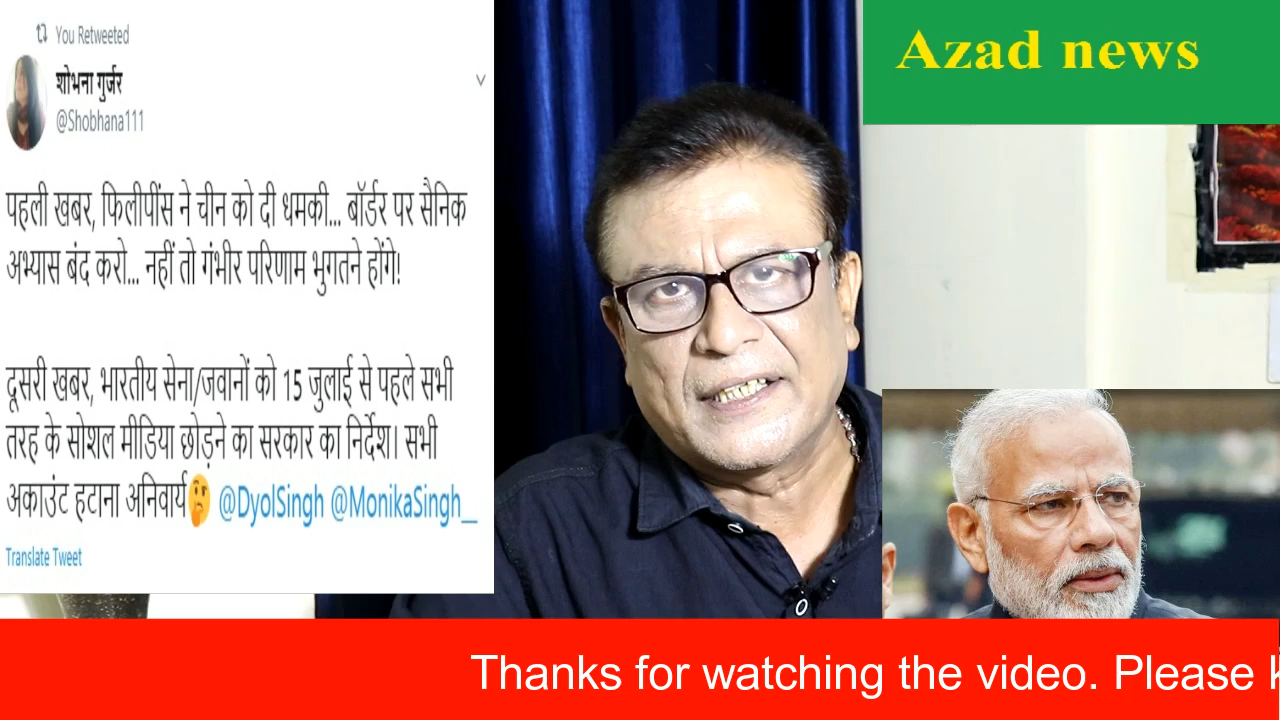 You Retweeted
शोभना गुर्जर
@Shobhana111
पहली खबर, फिलीपींस ने चीन को दी धमकी... बॉर्डर पर सैनिक
अभ्यास बंद करो... नहीं तो गंभीर परिणाम भुगतने होंगे!
दूसरी खबर, भारतीय सेना/जवानों को 15 जुलाई से पहले सभी
तरह के सोशल मीडिया छोड़ने का सरकार का निर्देश। सभी
अकाउंट हटाना अनिवार्य🤔 @DyolSingh @MonikaSingh_
Translate Tweet
Azad news
Thanks for watching the video. Please